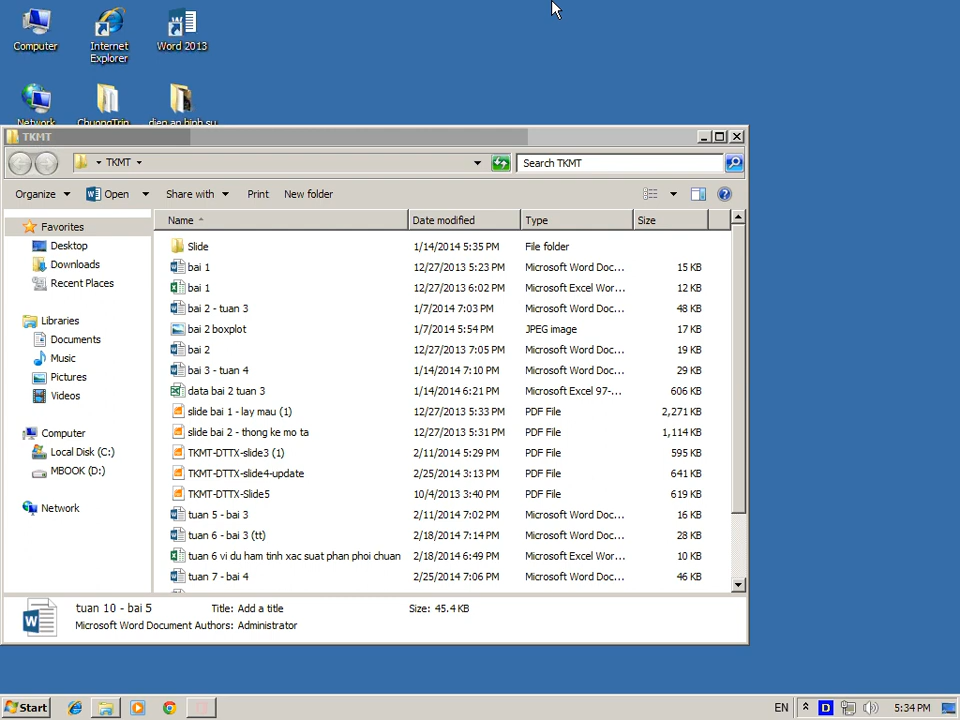 Computer
Internet Explorer
Word 2013
Network
ChuongTrin
dien an hinh su
TKMT
TKMT
Search TKMT
Organize
Open
Share with
Print
New folder
Name
Date modified
Type
Size
Favorites
Desktop
Downloads
Recent Places
Libraries
Documents
Music
Pictures
Videos
Computer
Local Disk (C:)
MBOOK (D:)
Network
Slide 1/14/2014 5:35 PM File folder
bai 1 12/27/2013 5:23 PM Microsoft Word Doc... 15 KB
bai 1 12/27/2013 6:02 PM Microsoft Excel Wor... 12 KB
bai 2 - tuan 3 1/7/2014 7:03 PM Microsoft Word Doc... 48 KB
bai 2 boxplot 1/7/2014 5:54 PM JPEG image 17 KB
bai 2 12/27/2013 7:05 PM Microsoft Word Doc... 19 KB
bai 3 - tuan 4 1/14/2014 7:10 PM Microsoft Word Doc... 29 KB
data bai 2 tuan 3 1/14/2014 6:21 PM Microsoft Excel 97-... 606 KB
slide bai 1 - lay mau (1) 12/27/2013 5:33 PM PDF File 2,271 KB
slide bai 2 - thong ke mo ta 12/27/2013 5:31 PM PDF File 1,114 KB
TKMT-DTTX-slide3 (1) 2/11/2014 5:29 PM PDF File 595 KB
TKMT-DTTX-slide4-update 2/25/2014 3:13 PM PDF File 641 KB
TKMT-DTTX-Slide5 10/4/2013 3:40 PM PDF File 619 KB
tuan 5 - bai 3 2/11/2014 7:02 PM Microsoft Word Doc... 16 KB
tuan 6 - bai 3 (tt) 2/18/2014 7:14 PM Microsoft Word Doc... 28 KB
tuan 6 vi du ham tinh xac suat phan phoi chuan 2/18/2014 6:49 PM Microsoft Excel Wor... 10 KB
tuan 7 - bai 4 2/25/2014 7:06 PM Microsoft Word Doc... 46 KB
tuan 10 - bai 5 Title: Add a title Size: 45.4 KB
Microsoft Word Document Authors: Administrator
Start
EN
D
5:34 PM